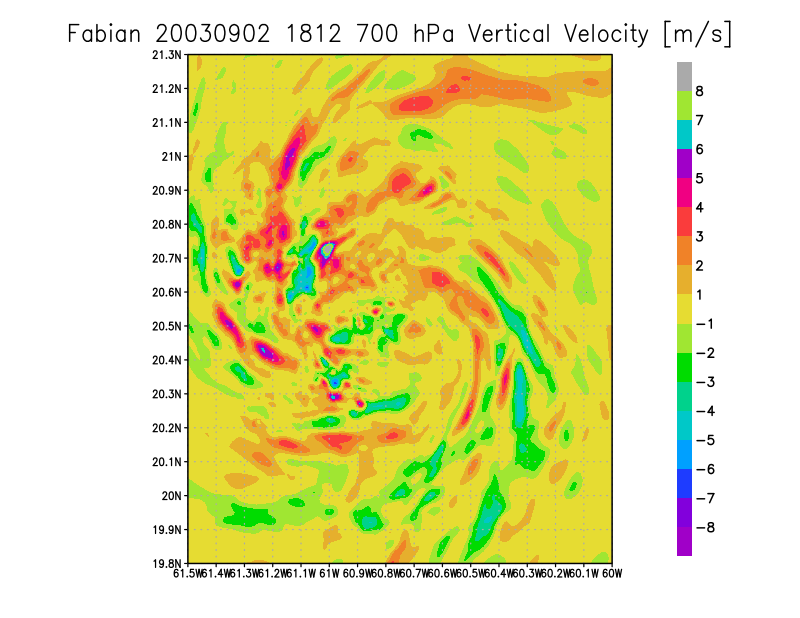 Fabian 20030902 1812 700 hPa Vertical Velocity [m/s]
21.3N
21.2N
21.1N
21N
20.9N
20.8N
20.7N
20.6N
20.5N
20.4N
20.3N
20.2N
20.1N
20N
19.9N
19.8N
61.5W 61.4W 61.3W 61.2W 61.1W 61W 60.9W 60.8W 60.7W 60.6W 60.5W 60.4W 60.3W 60.2W 60.1W 60W
8
7
6
5
4
3
2
1
−1
−2
−3
−4
−5
−6
−7
−8